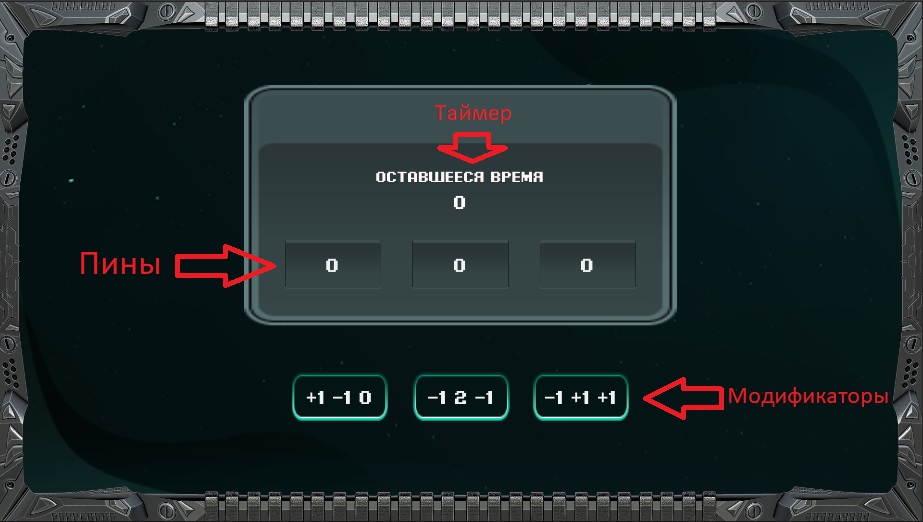 Таймер
ОСТАВШЕЕСЯ ВРЕМЯ
0
Пины
0 0 0
+1 -1 0 -1 2 -1 -1 +1 +1
Модификаторы